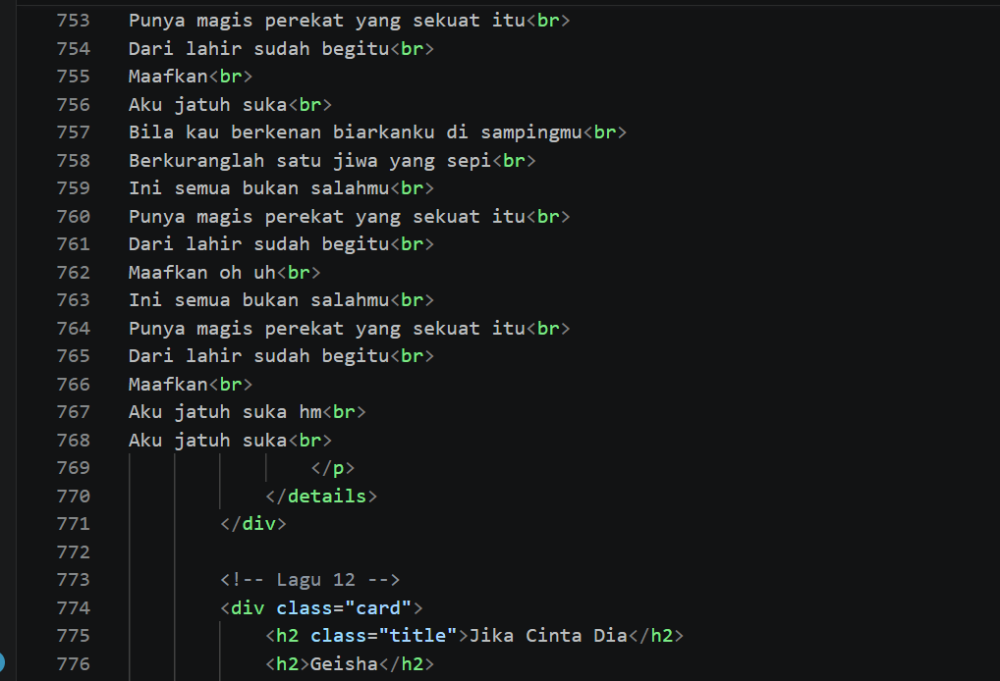 753 Punya magis perekat yang sekuat itu<br>
754 Dari lahir sudah begitu<br>
755 Maafkan<br>
756 Aku jatuh suka<br>
757 Bila kau berkenan biarkanku di sampingmu<br>
758 Berkuranglah satu jiwa yang sepi<br>
759 Ini semua bukan salahmu<br>
760 Punya magis perekat yang sekuat itu<br>
761 Dari lahir sudah begitu<br>
762 Maafkan oh uh<br>
763 Ini semua bukan salahmu<br>
764 Punya magis perekat yang sekuat itu<br>
765 Dari lahir sudah begitu<br>
766 Maafkan<br>
767 Aku jatuh suka hm<br>
768 Aku jatuh suka<br>
769 </p>
770 </details>
771 </div>
772
773 <!-- Lagu 12 -->
774 <div class="card">
775 <h2 class="title">Jika Cinta Dia</h2>
776 <h2>Geisha</h2>